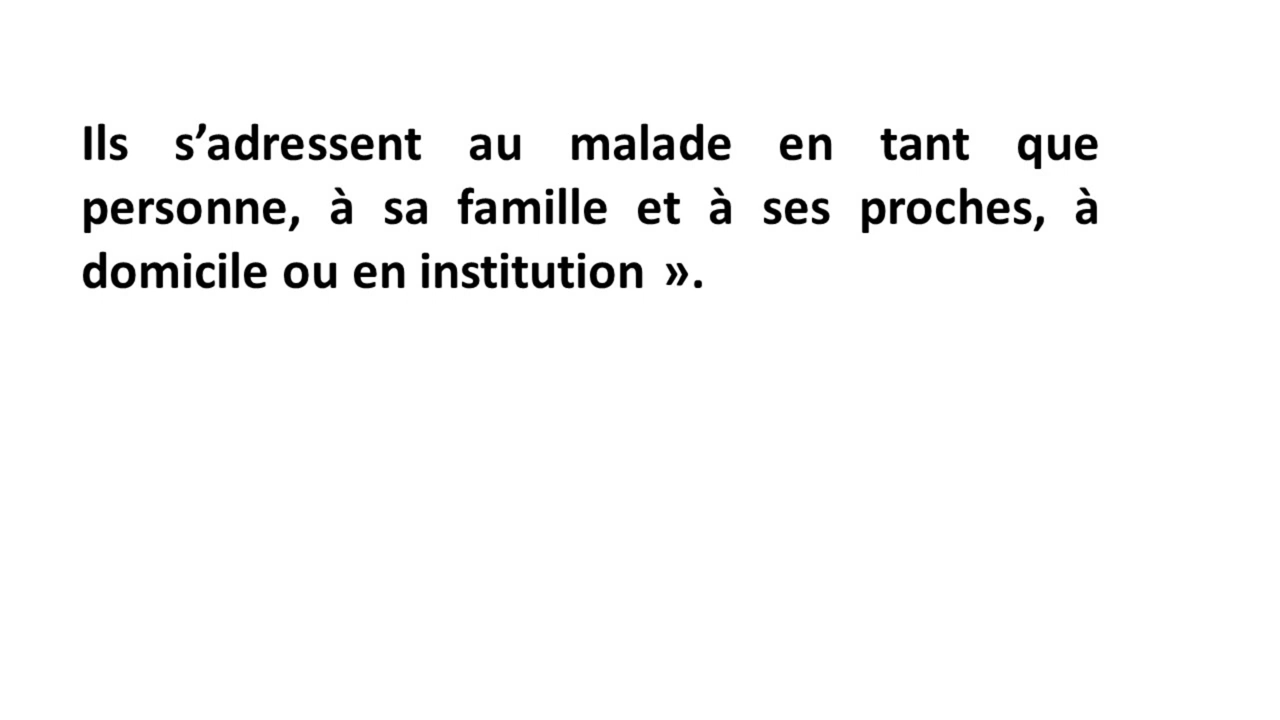 Ils s’adressent au malade en tant que
personne, à sa famille et à ses proches, à
domicile ou en institution ».